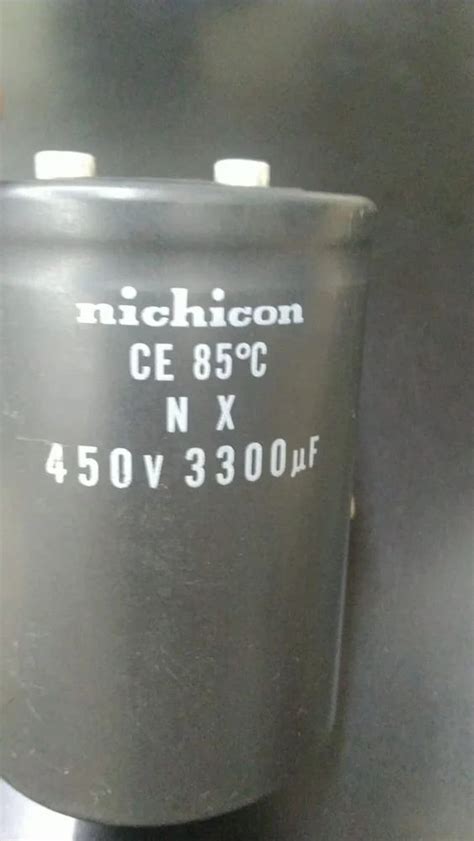 nichicon
CE 85°C
N X
450V 3300µF